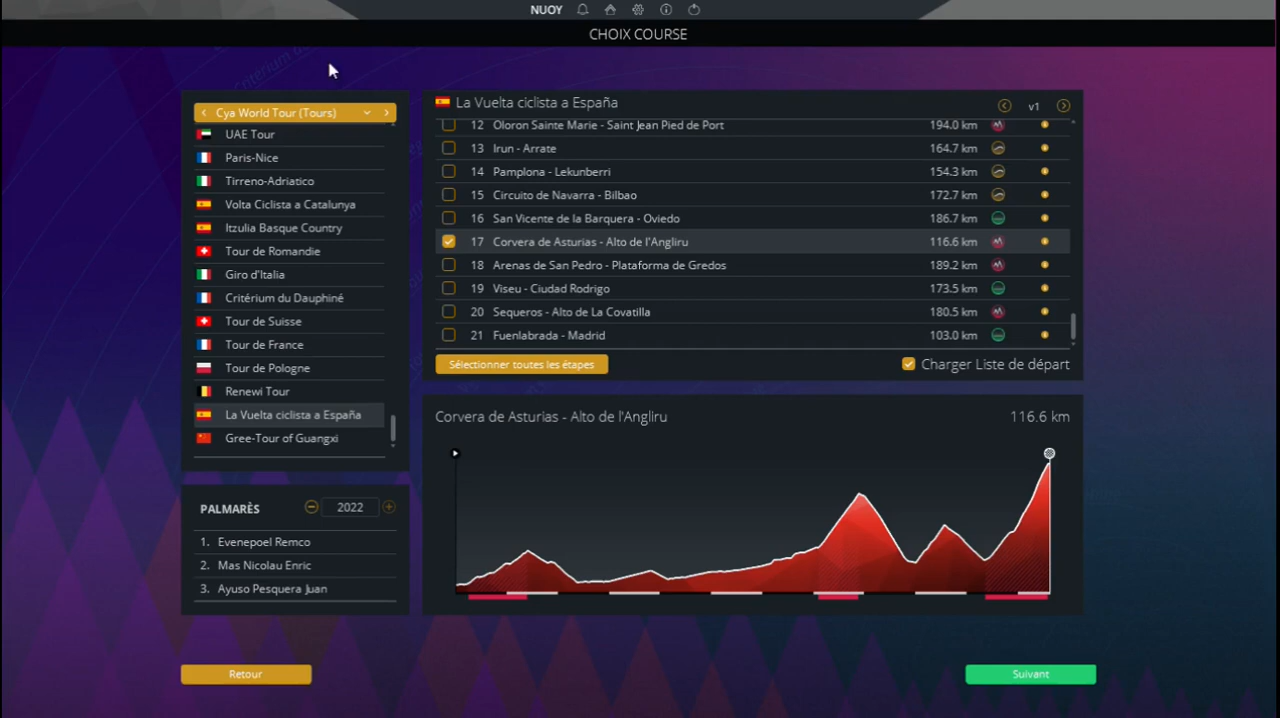 NUOY
CHOIX COURSE
Cya World Tour (Tours)
UAE Tour
Paris-Nice
Tirreno-Adriatico
Volta Ciclista a Catalunya
Itzulia Basque Country
Tour de Romandie
Giro d'Italia
Critérium du Dauphiné
Tour de Suisse
Tour de France
Tour de Pologne
Renewi Tour
La Vuelta ciclista a España
Gree-Tour of Guangxi
PALMARÈS 2022
1. Evenepoel Remco
2. Mas Nicolau Enric
3. Ayuso Pesquera Juan
La Vuelta ciclista a España v1
12 Oloron Sainte Marie - Saint Jean Pied de Port 194.0 km
13 Irun - Arrate 164.7 km
14 Pamplona - Lekunberri 154.3 km
15 Circuito de Navarra - Bilbao 172.7 km
16 San Vicente de la Barquera - Oviedo 186.7 km
17 Corvera de Asturias - Alto de l'Angliru 116.6 km
18 Arenas de San Pedro - Plataforma de Gredos 189.2 km
19 Viseu - Ciudad Rodrigo 173.5 km
20 Sequeros - Alto de La Covatilla 180.5 km
21 Fuenlabrada - Madrid 103.0 km
Sélectionner toutes les étapes Charger Liste de départ
Corvera de Asturias - Alto de l'Angliru 116.6 km
Retour Suivant